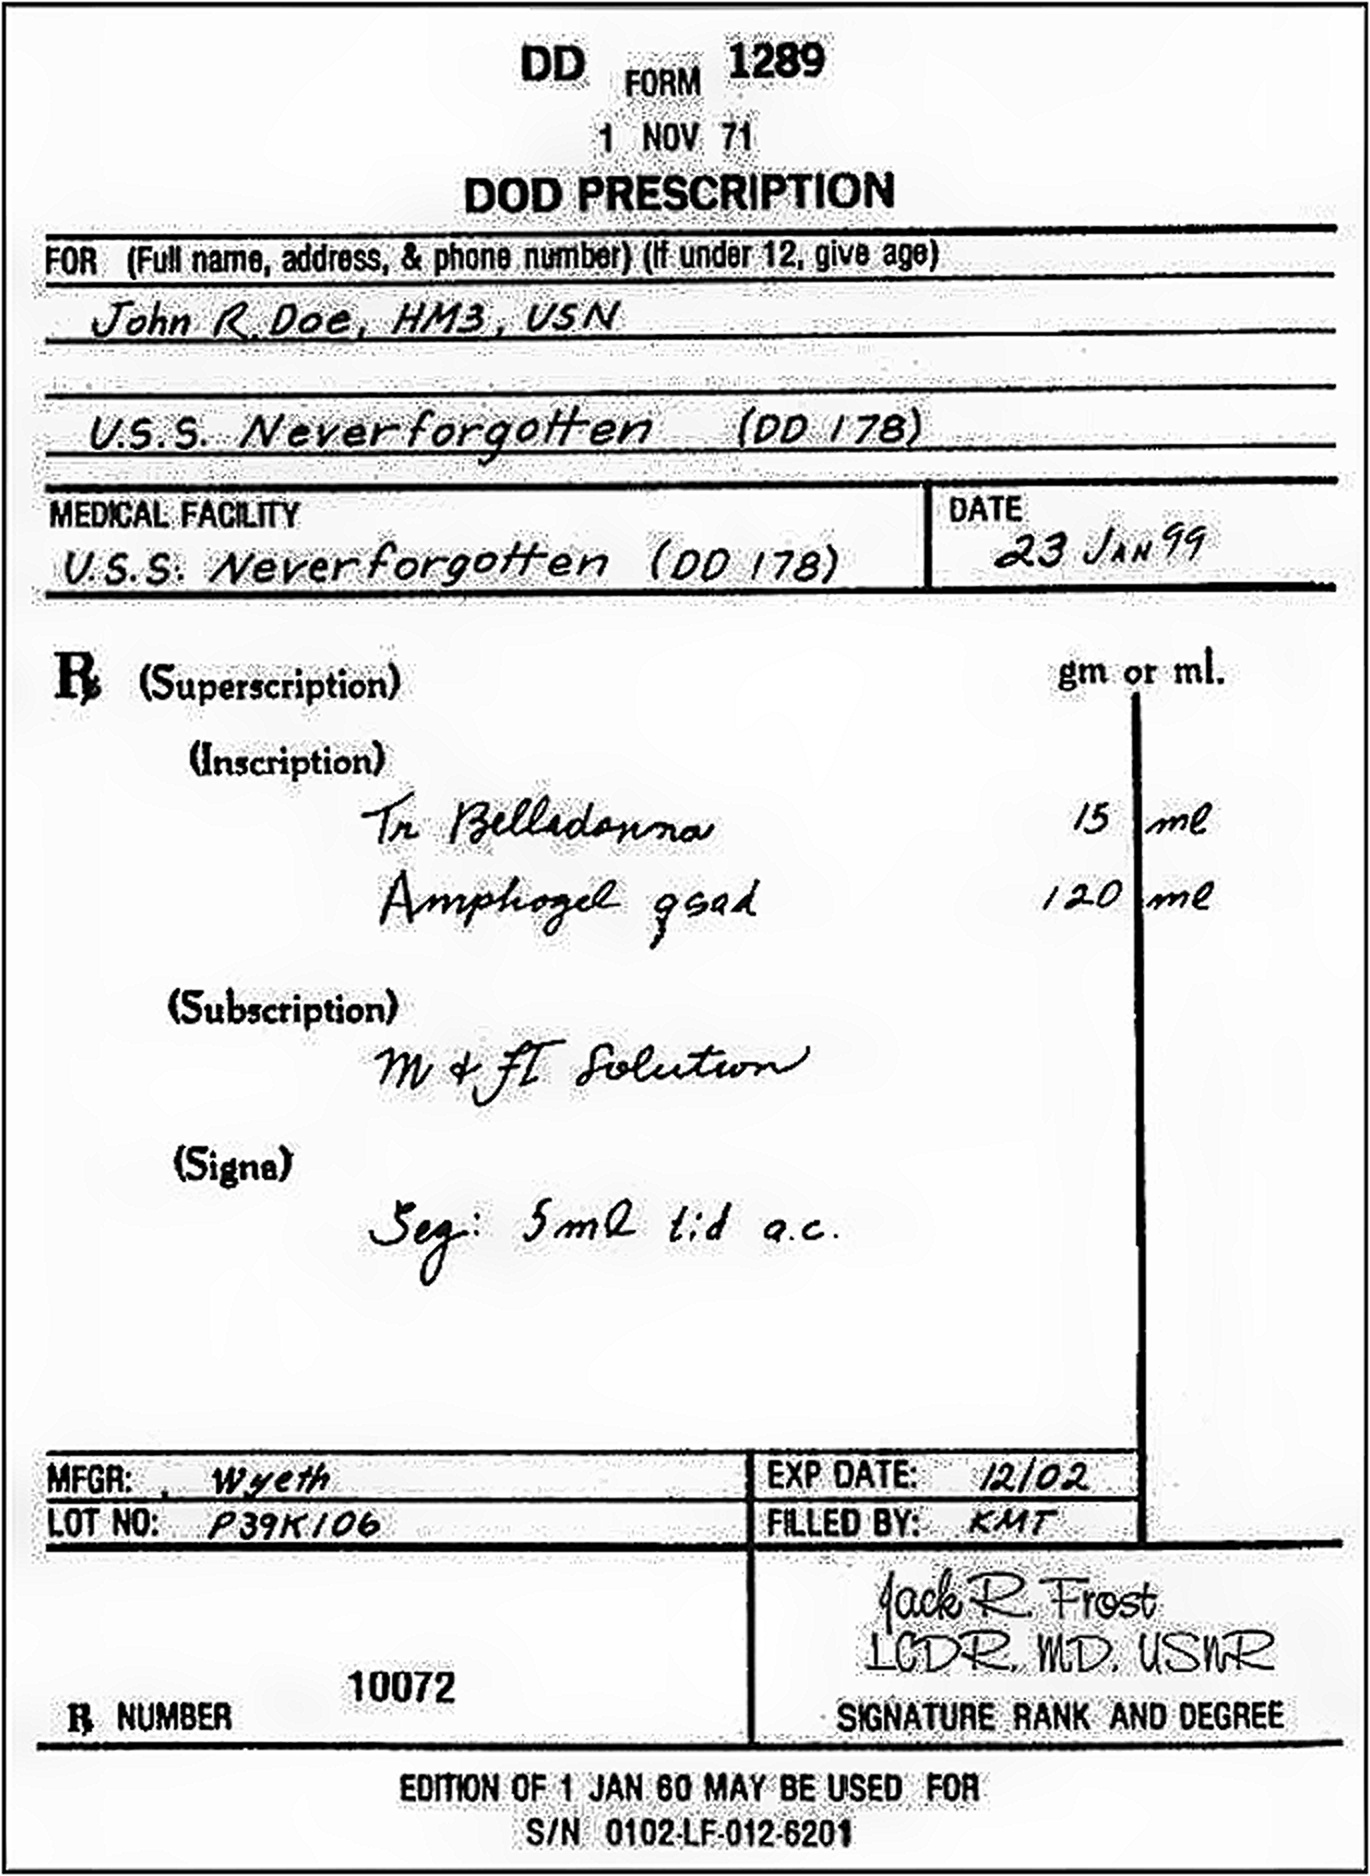 DD FORM 1289
1 NOV 71
DOD PRESCRIPTION
FOR (Full name, address, & phone number) (If under 12, give age)
John R. Doe, HM3, USN
U.S.S. Neverforgotten (DD 178)
MEDICAL FACILITY
U.S.S. Neverforgotten (DD 178)
DATE
23 JAN 99
℞ (Superscription)
gm or ml.
(Inscription)
Tr Belladonna 15 ml
Amphogel qsad 120 ml
(Subscription)
M & ft Solution
(Signa)
Sig: 5ml tid a.c.
MFGR: Wyeth
EXP DATE: 12/02
LOT NO: P39K106
FILLED BY: KMT
Jack R. Frost
LCDR, MD, USNR
10072
℞ NUMBER
SIGNATURE RANK AND DEGREE
EDITION OF 1 JAN 60 MAY BE USED FOR
S/N 0102-LF-012-6201